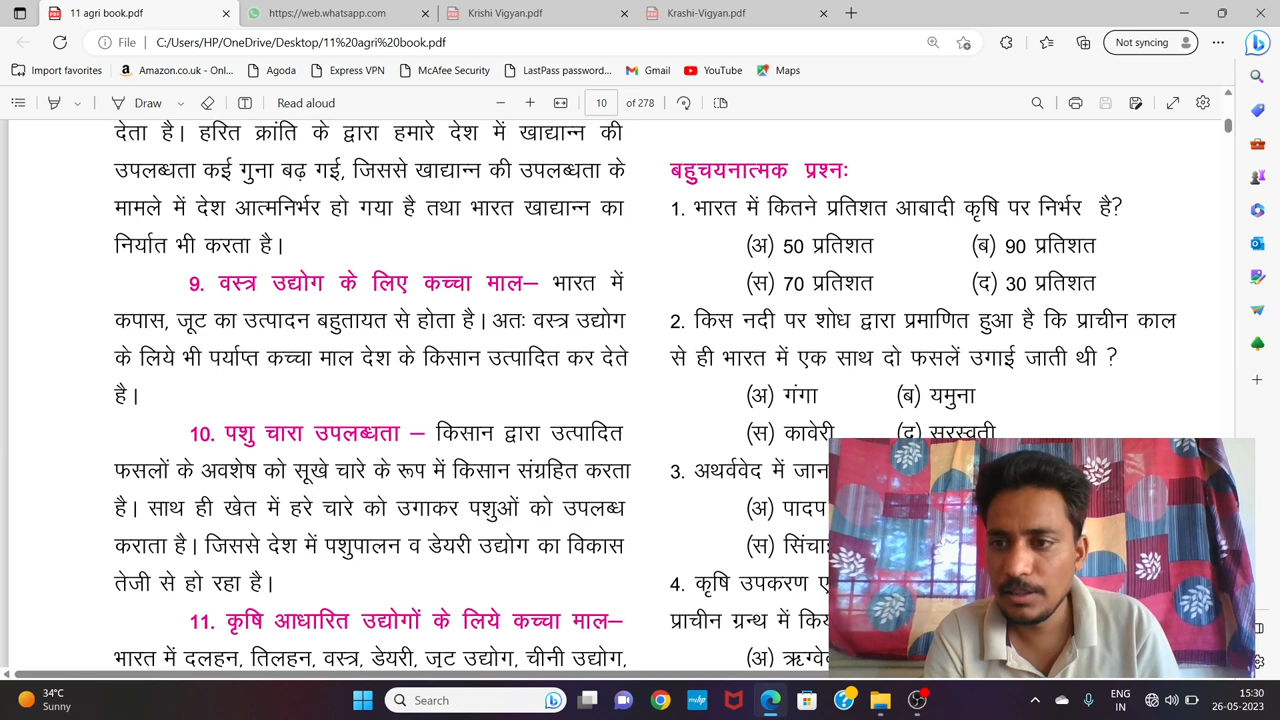 11 agri book.pdf
https://web.whatsapp.com
Krishi Vigyan.pdf
Krashi-Vigyan.pdf
File
C:/Users/HP/OneDrive/Desktop/11%20agri%20book.pdf
Not syncing
Import favorites
Amazon.co.uk - Onl...
Agoda
Express VPN
McAfee Security
LastPass password...
Gmail
YouTube
Maps
Draw
Read aloud
10 of 278
देता है। हरित क्रांति के द्वारा हमारे देश में खाद्यान्न की
उपलब्धता कई गुना बढ़ गई, जिससे खाद्यान्न की उपलब्धता के
मामले में देश आत्मनिर्भर हो गया है तथा भारत खाद्यान्न का
निर्यात भी करता है।
9. वस्त्र उद्योग के लिए कच्चा माल– भारत में
कपास, जूट का उत्पादन बहुतायत से होता है। अतः वस्त्र उद्योग
के लिये भी पर्याप्त कच्चा माल देश के किसान उत्पादित कर देते
है।
10. पशु चारा उपलब्धता – किसान द्वारा उत्पादित
फसलों के अवशेष को सूखे चारे के रूप में किसान संग्रहित करता
है। साथ ही खेत में हरे चारे को उगाकर पशुओं को उपलब्ध
कराता है। जिससे देश में पशुपालन व डेयरी उद्योग का विकास
तेजी से हो रहा है।
11. कृषि आधारित उद्योगों के लिये कच्चा माल–
भारत में दलहन, तिलहन, वस्त्र, डेयरी, जूट उद्योग, चीनी उद्योग,
बहुचयनात्मक प्रश्नः
1. भारत में कितने प्रतिशत आबादी कृषि पर निर्भर है?
(अ) 50 प्रतिशत (ब) 90 प्रतिशत
(स) 70 प्रतिशत (द) 30 प्रतिशत
2. किस नदी पर शोध द्वारा प्रमाणित हुआ है कि प्राचीन काल
से ही भारत में एक साथ दो फसलें उगाई जाती थी ?
(अ) गंगा (ब) यमुना
(स) कावेरी (द) सरस्वती
3. अथर्ववेद में जान
(अ) पादप
(स) सिंचा
4. कृषि उपकरण ए
प्राचीन ग्रन्थ में किय
(अ) ऋग्वे
34°C
Sunny
Search
ENG
IN
15:30
26-05-2023